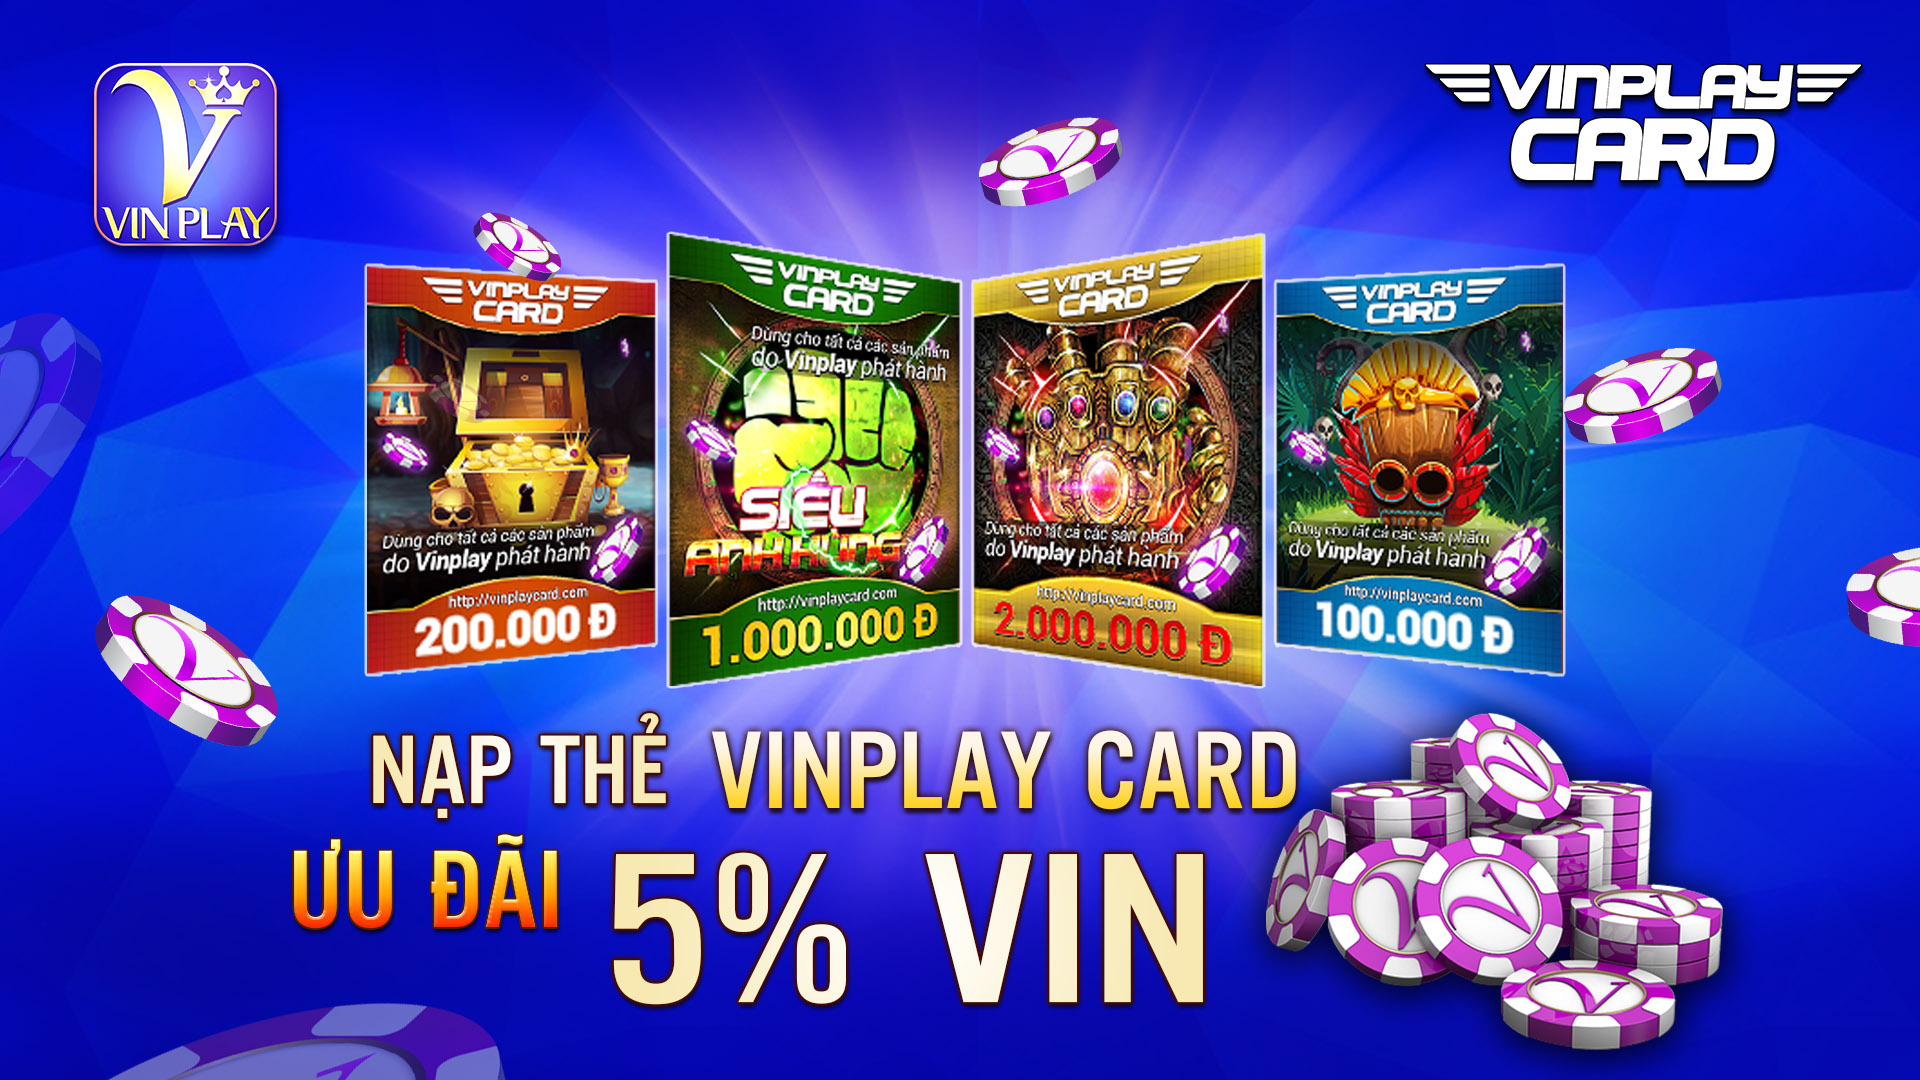 VIN PLAY
VINPLAY
CARD
VINPLAY
CARD
Dùng cho tất cả các sản phẩm
do Vinplay phát hành
http://vinplaycard.com
200.000 Đ
VINPLAY
CARD
Dùng cho tất cả các sản phẩm
do Vinplay phát hành
SIÊU
ANH HÙNG
http://vinplaycard.com
1.000.000 Đ
VINPLAY
CARD
Dùng cho tất cả các sản phẩm
do Vinplay phát hành
http://vinplaycard.com
2.000.000 Đ
VINPLAY
CARD
Dùng cho tất cả các sản phẩm
do Vinplay phát hành
http://vinplaycard.com
100.000 Đ
NẠP THẺ VINPLAY CARD
ƯU ĐÃI 5% VIN